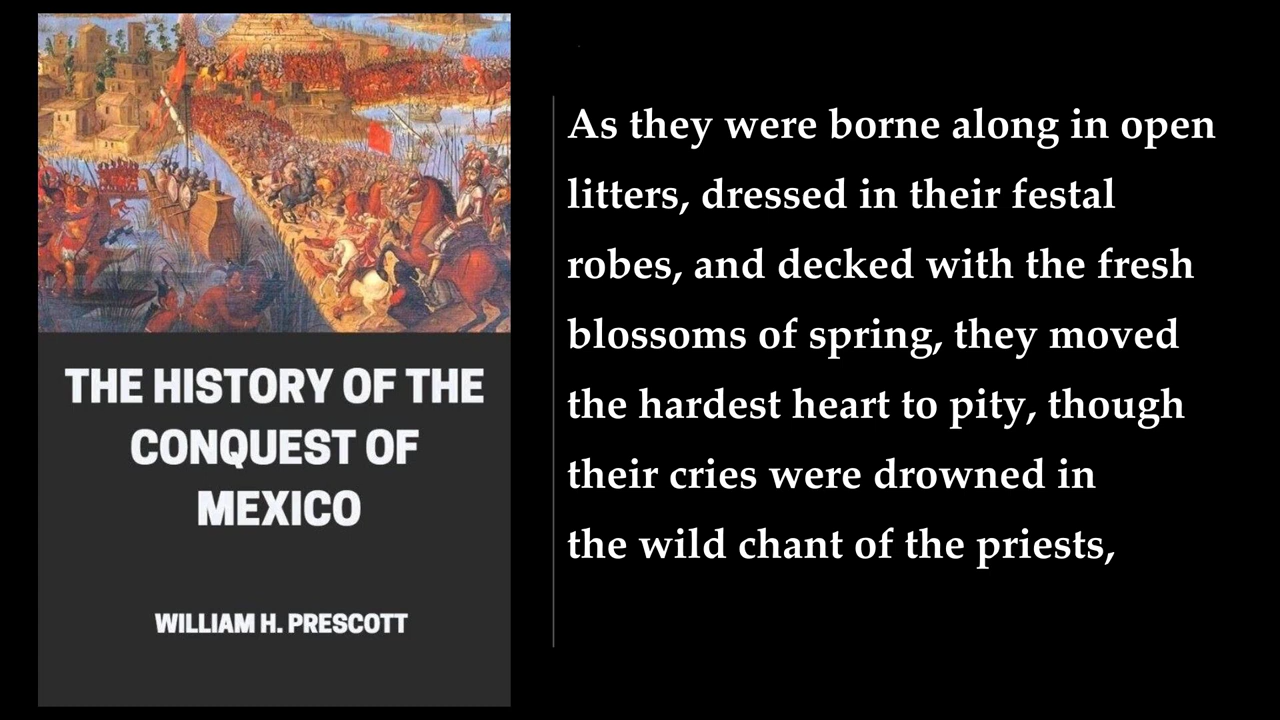 THE HISTORY OF THE
CONQUEST OF
MEXICO
WILLIAM H. PRESCOTT
As they were borne along in open
litters, dressed in their festal
robes, and decked with the fresh
blossoms of spring, they moved
the hardest heart to pity, though
their cries were drowned in
the wild chant of the priests,